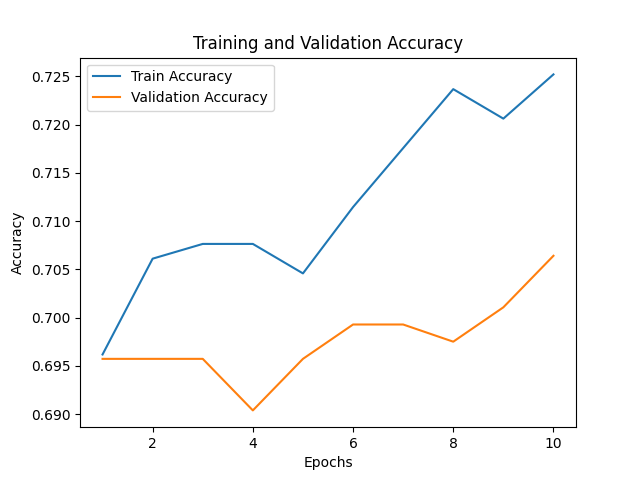 Training and Validation Accuracy
Train Accuracy
Validation Accuracy
Accuracy
0.725
0.720
0.715
0.710
0.705
0.700
0.695
0.690
2 4 6 8 10
Epochs